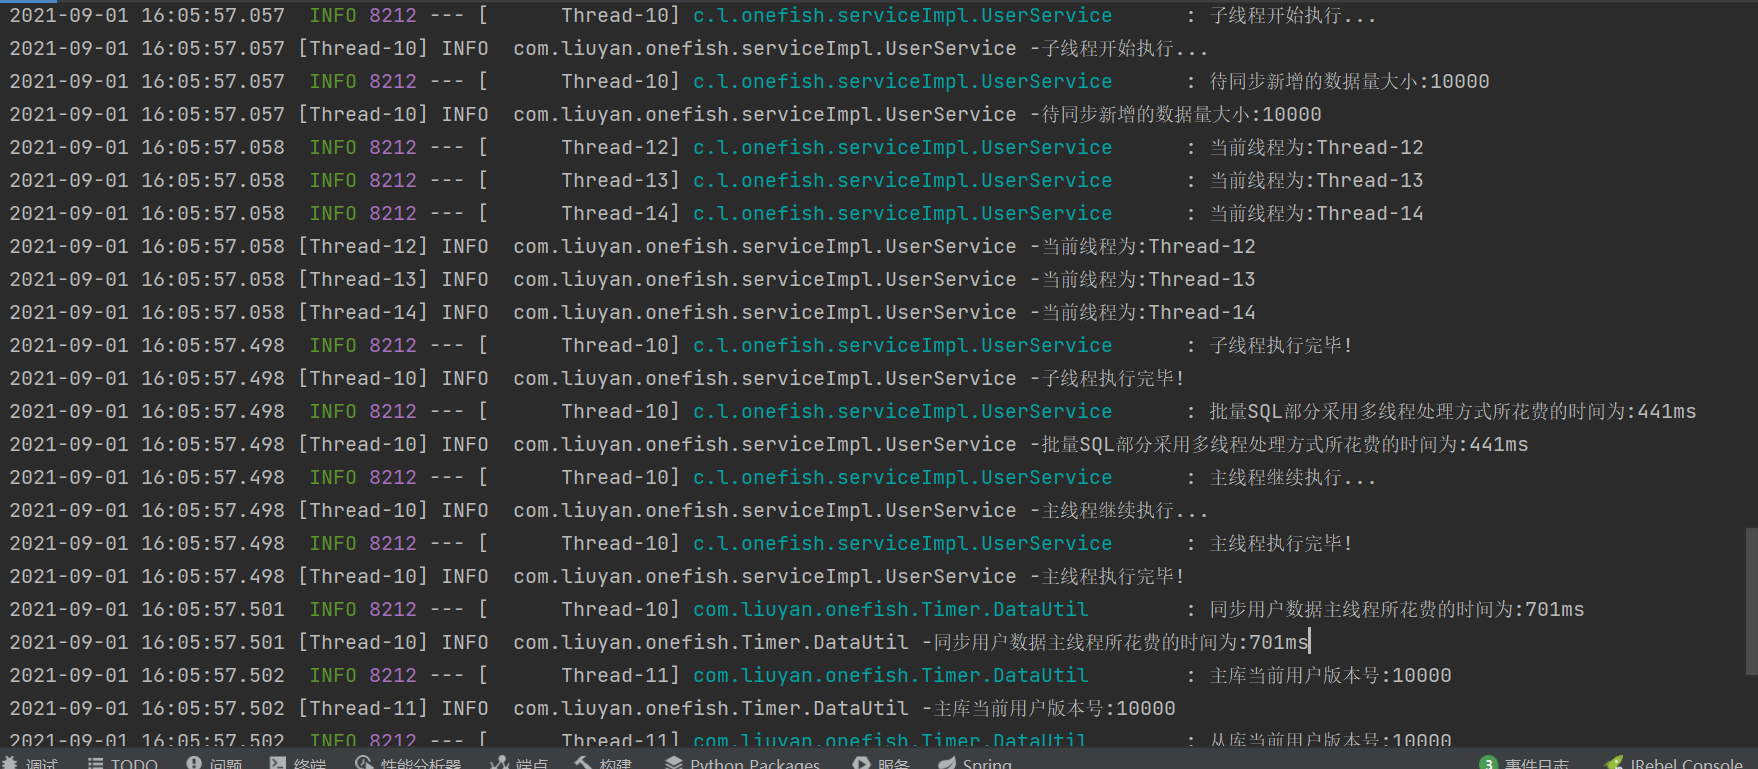 2021-09-01 16:05:57.057  INFO 8212 --- [      Thread-10] c.l.onefish.serviceImpl.UserService      : 子线程开始执行...
2021-09-01 16:05:57.057 [Thread-10] INFO  com.liuyan.onefish.serviceImpl.UserService -子线程开始执行...
2021-09-01 16:05:57.057  INFO 8212 --- [      Thread-10] c.l.onefish.serviceImpl.UserService      : 待同步新增的数据量大小:10000
2021-09-01 16:05:57.057 [Thread-10] INFO  com.liuyan.onefish.serviceImpl.UserService -待同步新增的数据量大小:10000
2021-09-01 16:05:57.058  INFO 8212 --- [      Thread-12] c.l.onefish.serviceImpl.UserService      : 当前线程为:Thread-12
2021-09-01 16:05:57.058  INFO 8212 --- [      Thread-13] c.l.onefish.serviceImpl.UserService      : 当前线程为:Thread-13
2021-09-01 16:05:57.058  INFO 8212 --- [      Thread-14] c.l.onefish.serviceImpl.UserService      : 当前线程为:Thread-14
2021-09-01 16:05:57.058 [Thread-12] INFO  com.liuyan.onefish.serviceImpl.UserService -当前线程为:Thread-12
2021-09-01 16:05:57.058 [Thread-13] INFO  com.liuyan.onefish.serviceImpl.UserService -当前线程为:Thread-13
2021-09-01 16:05:57.058 [Thread-14] INFO  com.liuyan.onefish.serviceImpl.UserService -当前线程为:Thread-14
2021-09-01 16:05:57.498  INFO 8212 --- [      Thread-10] c.l.onefish.serviceImpl.UserService      : 子线程执行完毕!
2021-09-01 16:05:57.498 [Thread-10] INFO  com.liuyan.onefish.serviceImpl.UserService -子线程执行完毕!
2021-09-01 16:05:57.498  INFO 8212 --- [      Thread-10] c.l.onefish.serviceImpl.UserService      : 批量SQL部分采用多线程处理方式所花费的时间为:441ms
2021-09-01 16:05:57.498 [Thread-10] INFO  com.liuyan.onefish.serviceImpl.UserService -批量SQL部分采用多线程处理方式所花费的时间为:441ms
2021-09-01 16:05:57.498  INFO 8212 --- [      Thread-10] c.l.onefish.serviceImpl.UserService      : 主线程继续执行...
2021-09-01 16:05:57.498 [Thread-10] INFO  com.liuyan.onefish.serviceImpl.UserService -主线程继续执行...
2021-09-01 16:05:57.498  INFO 8212 --- [      Thread-10] c.l.onefish.serviceImpl.UserService      : 主线程执行完毕!
2021-09-01 16:05:57.498 [Thread-10] INFO  com.liuyan.onefish.serviceImpl.UserService -主线程执行完毕!
2021-09-01 16:05:57.501  INFO 8212 --- [      Thread-10] com.liuyan.onefish.Timer.DataUtil        : 同步用户数据主线程所花费的时间为:701ms
2021-09-01 16:05:57.501 [Thread-10] INFO  com.liuyan.onefish.Timer.DataUtil -同步用户数据主线程所花费的时间为:701ms
2021-09-01 16:05:57.502  INFO 8212 --- [      Thread-11] com.liuyan.onefish.Timer.DataUtil        : 主库当前用户版本号:10000
2021-09-01 16:05:57.502 [Thread-11] INFO  com.liuyan.onefish.Timer.DataUtil -主库当前用户版本号:10000
2021-09-01 16:05:57.502  INFO 8212 --- [      Thread-11] com.liuyan.onefish.Timer.DataUtil        : 从库当前用户版本号:10000
调试 TODO 问题 终端 性能分析器 端点 构建 Python Packages 服务 Spring 3 事件日志 JRebel Console